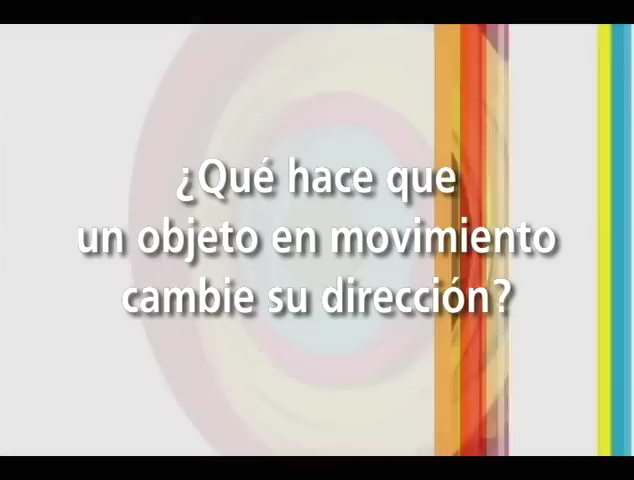 ¿Qué hace que
un objeto en movimiento
cambie su dirección?